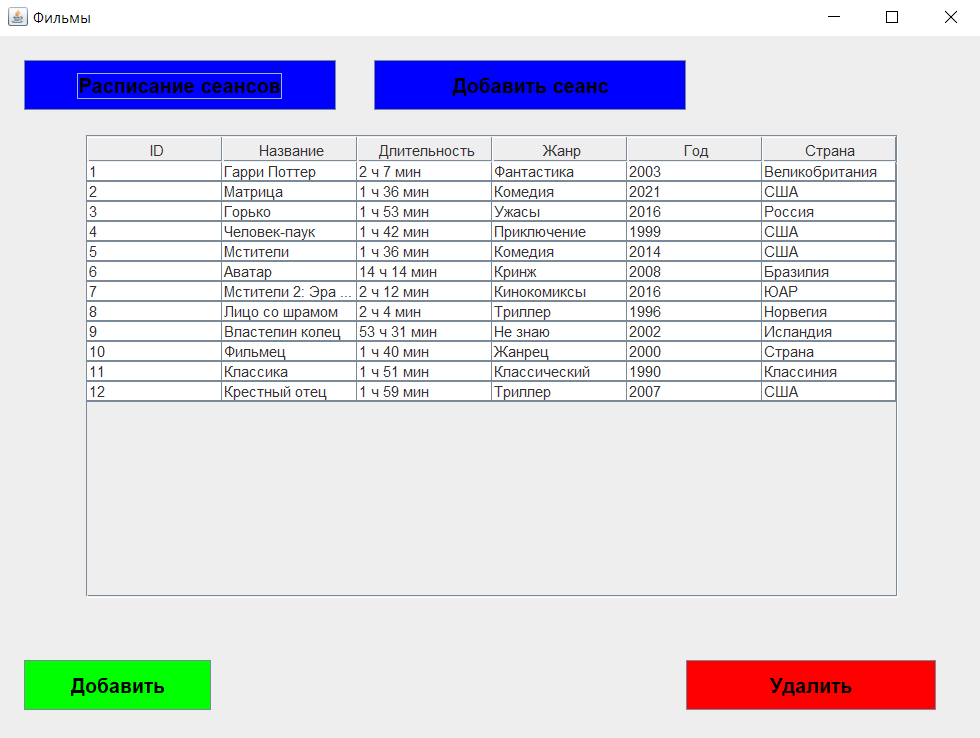 Фильмы
Расписание сеансов Добавить сеанс
ID Название Длительность Жанр Год Страна
1 Гарри Поттер 2 ч 7 мин Фантастика 2003 Великобритания
2 Матрица 1 ч 36 мин Комедия 2021 США
3 Горько 1 ч 53 мин Ужасы 2016 Россия
4 Человек-паук 1 ч 42 мин Приключение 1999 США
5 Мстители 1 ч 36 мин Комедия 2014 США
6 Аватар 14 ч 14 мин Кринж 2008 Бразилия
7 Мстители 2: Эра ... 2 ч 12 мин Кинокомиксы 2016 ЮАР
8 Лицо со шрамом 2 ч 4 мин Триллер 1996 Норвегия
9 Властелин колец 53 ч 31 мин Не знаю 2002 Исландия
10 Фильмец 1 ч 40 мин Жанрец 2000 Страна
11 Классика 1 ч 51 мин Классический 1990 Классиния
12 Крестный отец 1 ч 59 мин Триллер 2007 США
Добавить Удалить